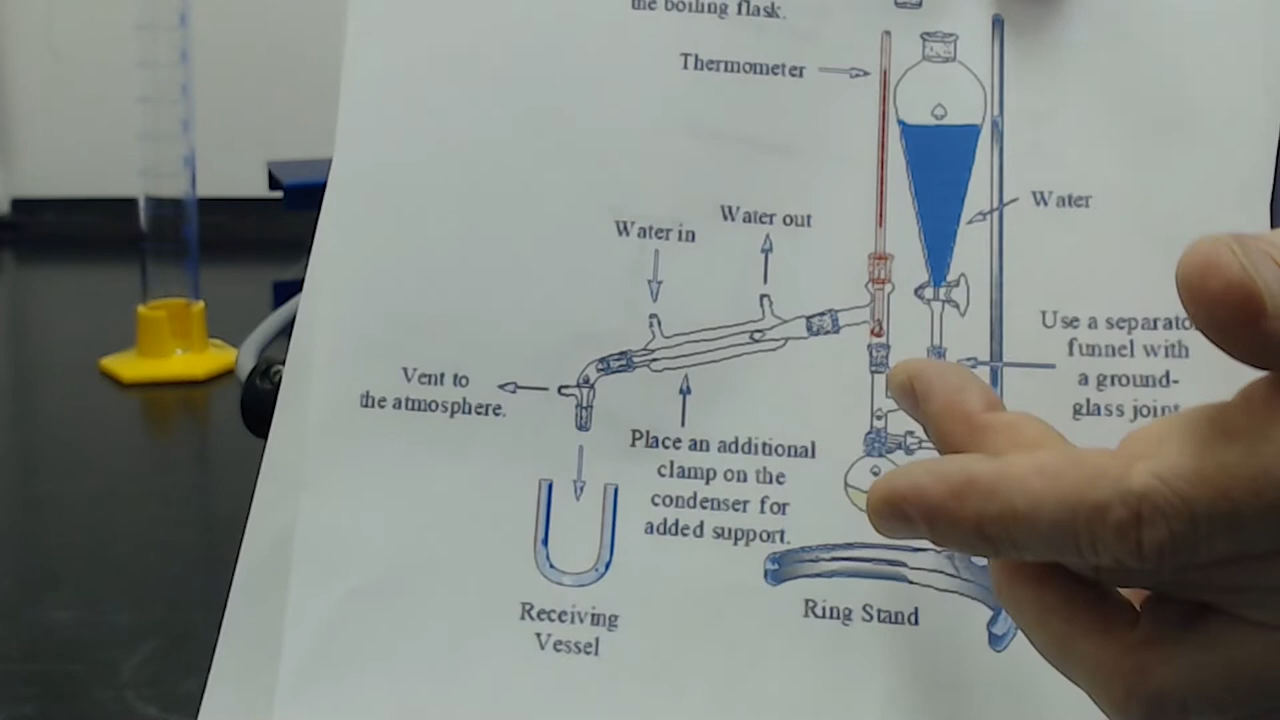 the boiling flask.
Thermometer
Water
Water in
Water out
Use a separato
funnel with
a ground-
glass joint
Vent to
the atmosphere.
Place an additional
clamp on the
condenser for
added support.
Receiving
Vessel
Ring Stand